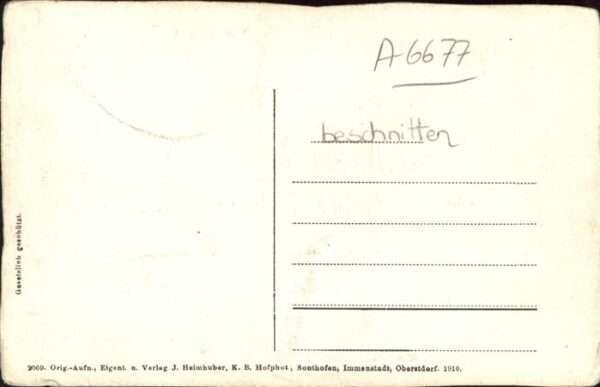 A-6677
beschnitten
Gesetzlich geschützt.
2069. Orig.-Aufn., Eigent. u. Verlag J. Heimhuber, K. B. Hofphot., Sonthofen, Immenstadt, Oberstdorf. 1910.